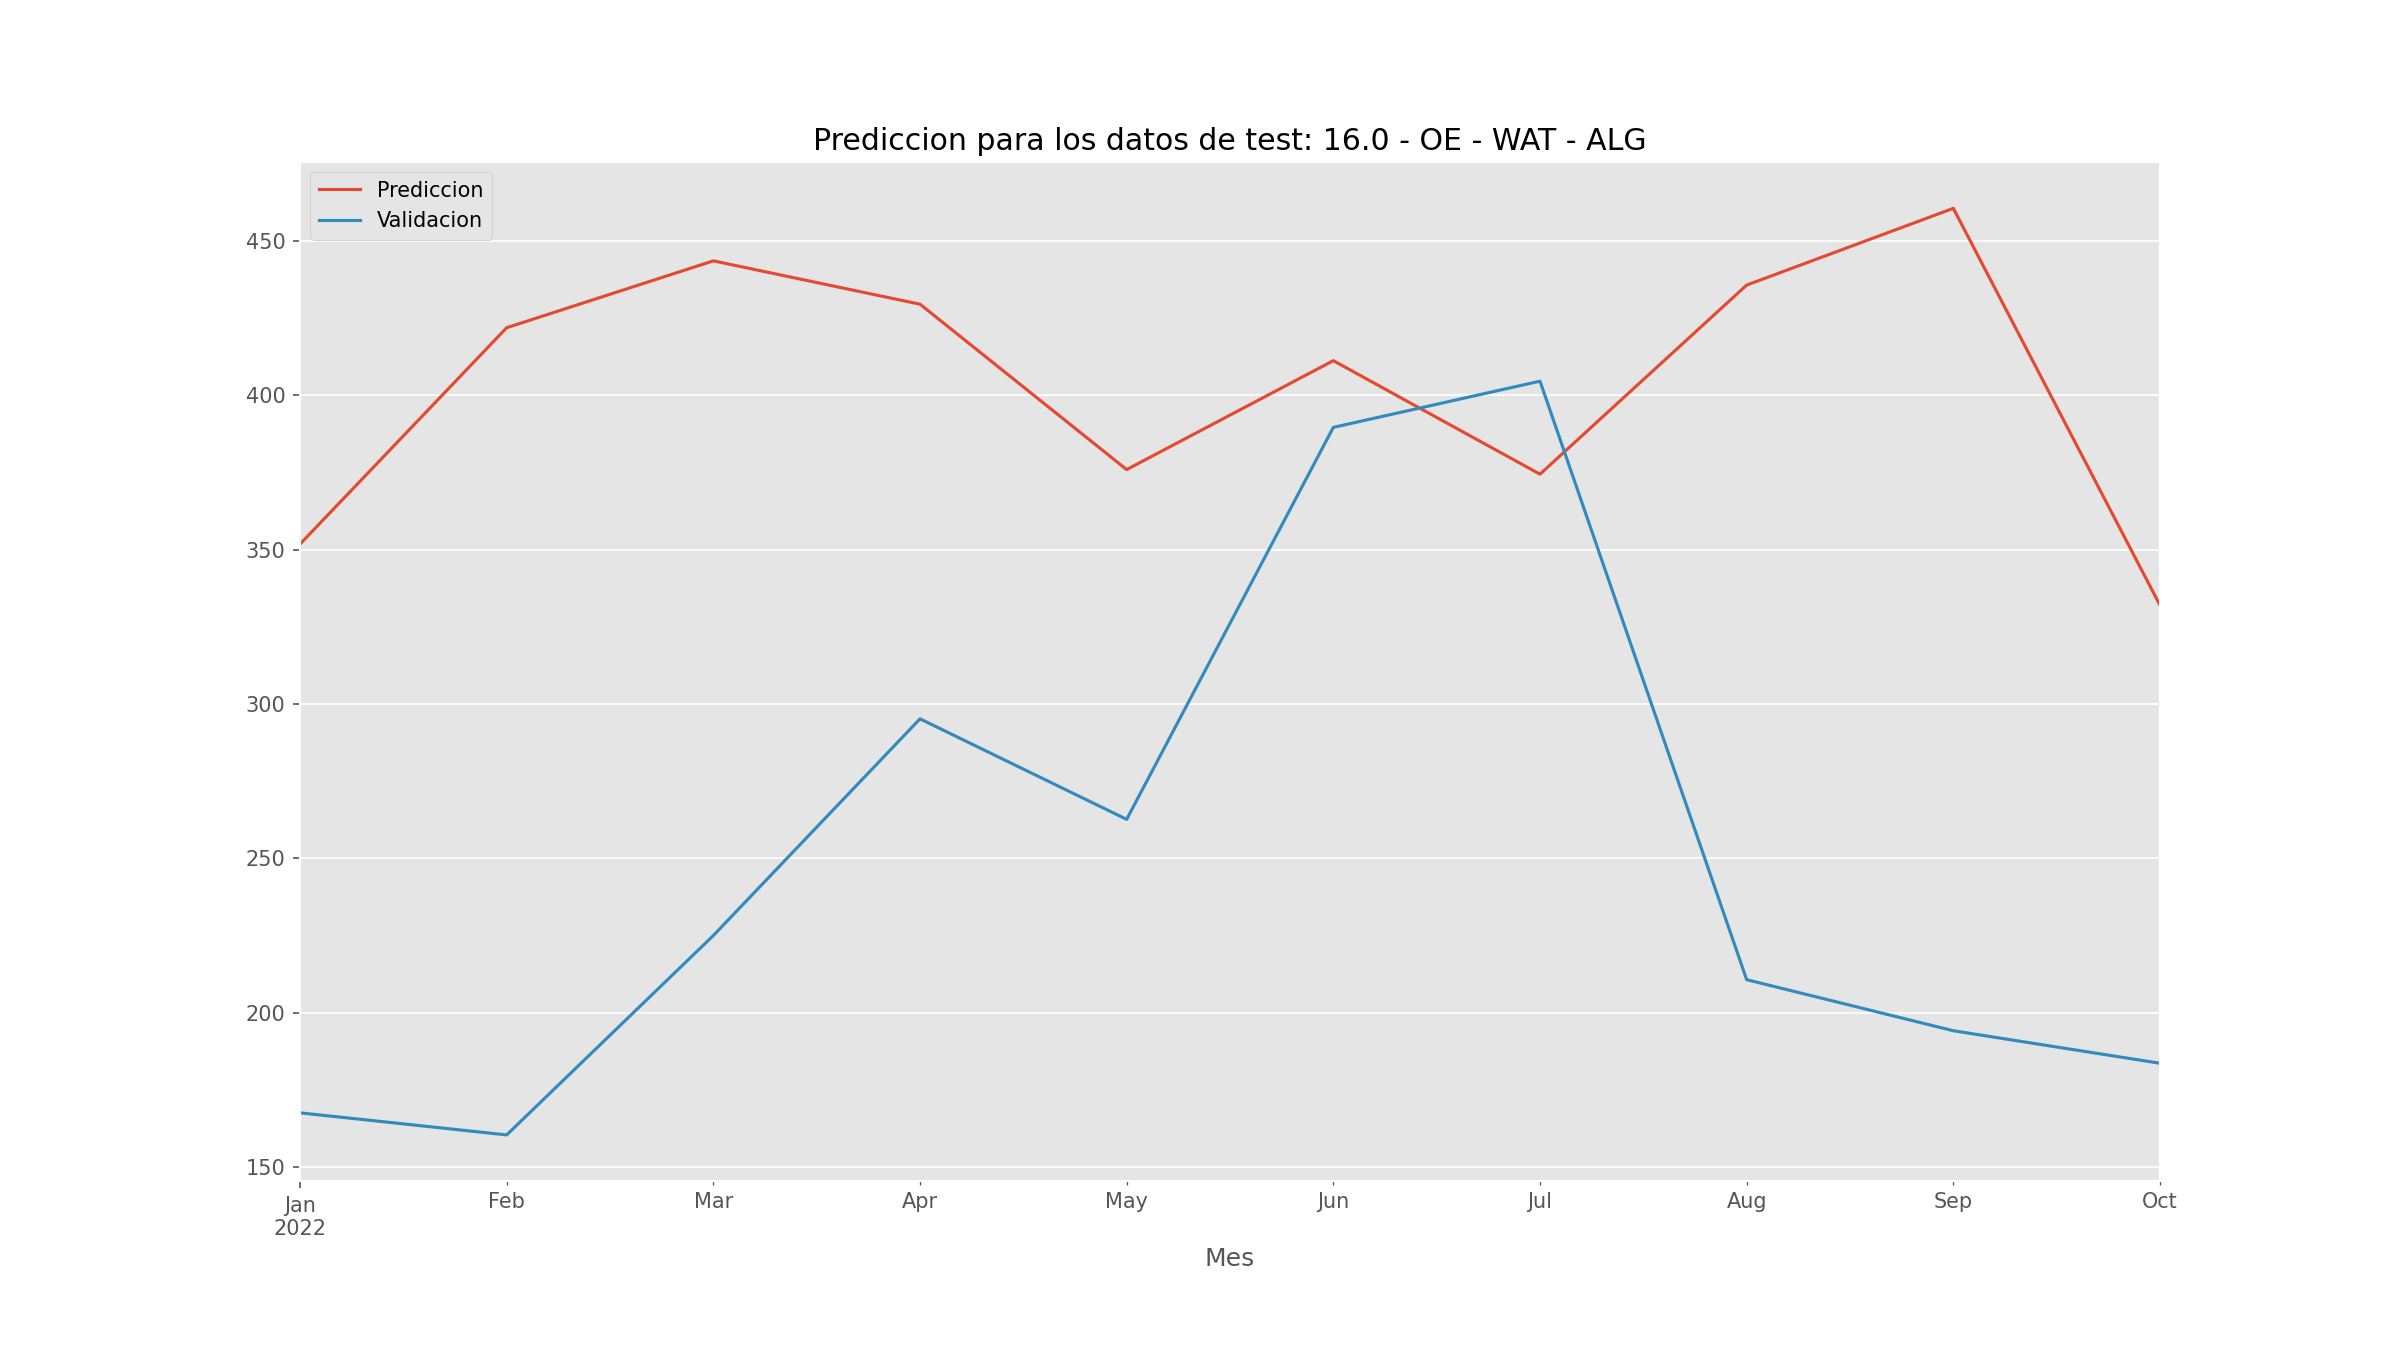 Prediccion para los datos de test: 16.0 - OE - WAT - ALG
Prediccion
Validacion
450
400
350
300
250
200
150
Jan Feb Mar Apr May Jun Jul Aug Sep Oct
2022
Mes